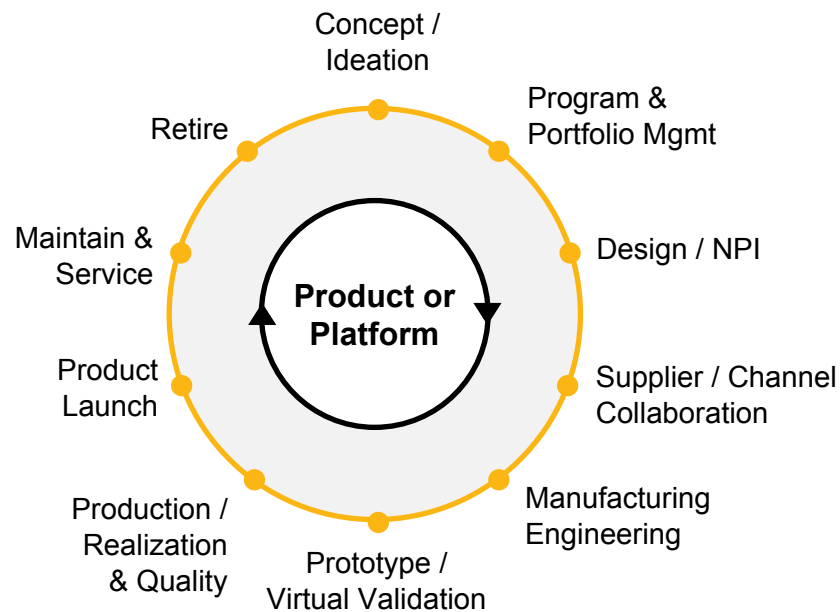 Concept /
Ideation
Program &
Portfolio Mgmt
Design / NPI
Supplier / Channel
Collaboration
Manufacturing
Engineering
Prototype /
Virtual Validation
Production /
Realization
& Quality
Product
Launch
Maintain &
Service
Retire
Product or
Platform